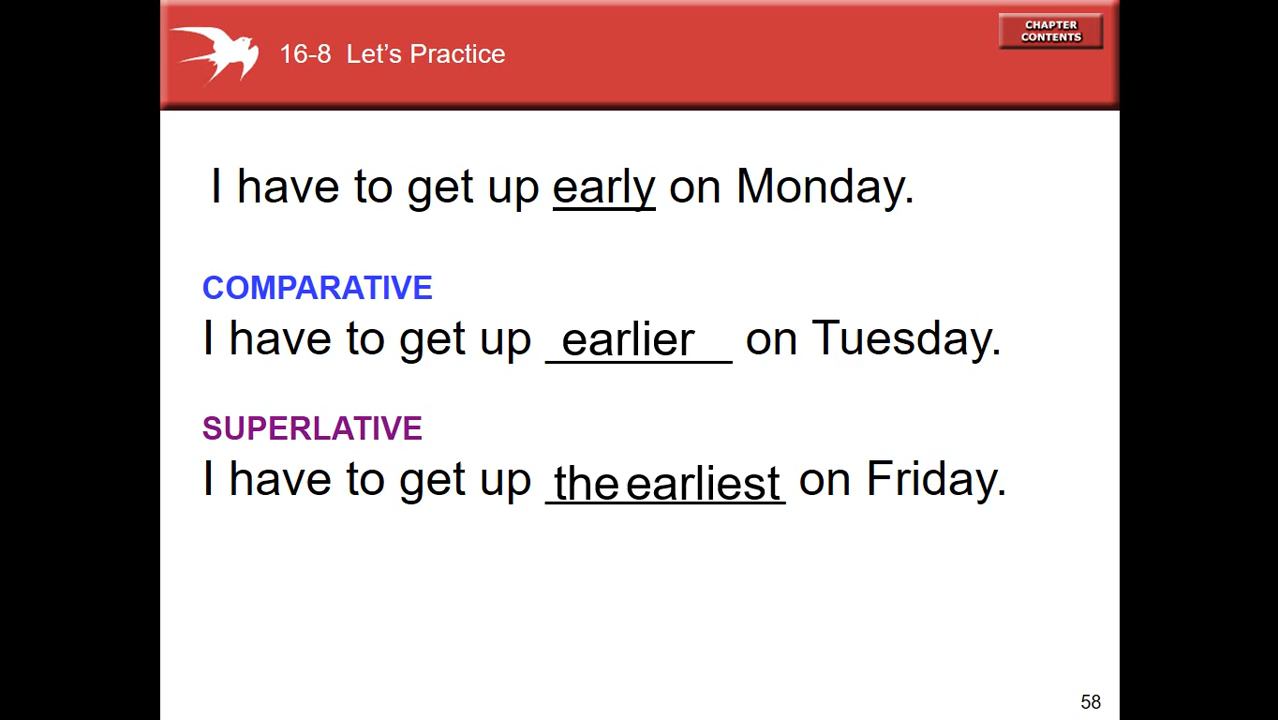 16-8 Let's Practice
CHAPTER
CONTENTS
I have to get up early on Monday.
COMPARATIVE
I have to get up earlier on Tuesday.
SUPERLATIVE
I have to get up the earliest on Friday.
58